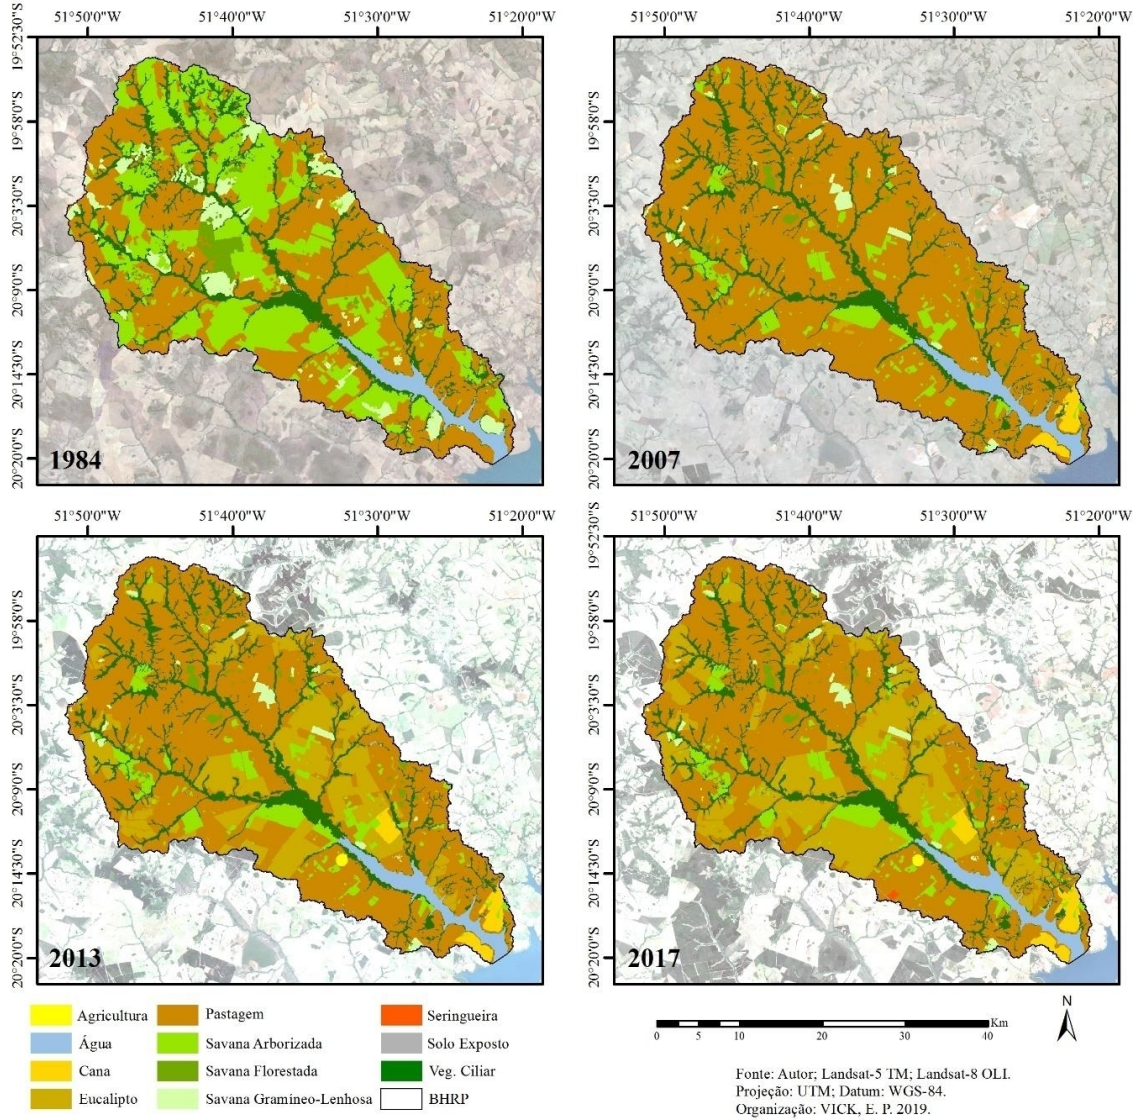 51°50'0"W 51°40'0"W 51°30'0"W 51°20'0"W
51°50'0"W 51°40'0"W 51°30'0"W 51°20'0"W
19°52'30"S
19°58'0"S
20°3'30"S
20°9'0"S
20°14'30"S
20°20'0"S
1984
19°52'30"S
19°58'0"S
20°3'30"S
20°9'0"S
20°14'30"S
20°20'0"S
2007
51°50'0"W 51°40'0"W 51°30'0"W 51°20'0"W
51°50'0"W 51°40'0"W 51°30'0"W 51°20'0"W
19°52'30"S
19°58'0"S
20°3'30"S
20°9'0"S
20°14'30"S
20°20'0"S
2013
19°52'30"S
19°58'0"S
20°3'30"S
20°9'0"S
20°14'30"S
20°20'0"S
2017
Agricultura
Água
Cana
Eucalipto
Pastagem
Savana Arborizada
Savana Florestada
Savana Gramineo-Lenhosa
Seringueira
Solo Exposto
Veg. Ciliar
BHRP
N
Km
0 5 10 20 30 40
Fonte: Autor; Landsat-5 TM; Landsat-8 OLI.
Projeção: UTM; Datum: WGS-84.
Organização: VICK, E. P. 2019.